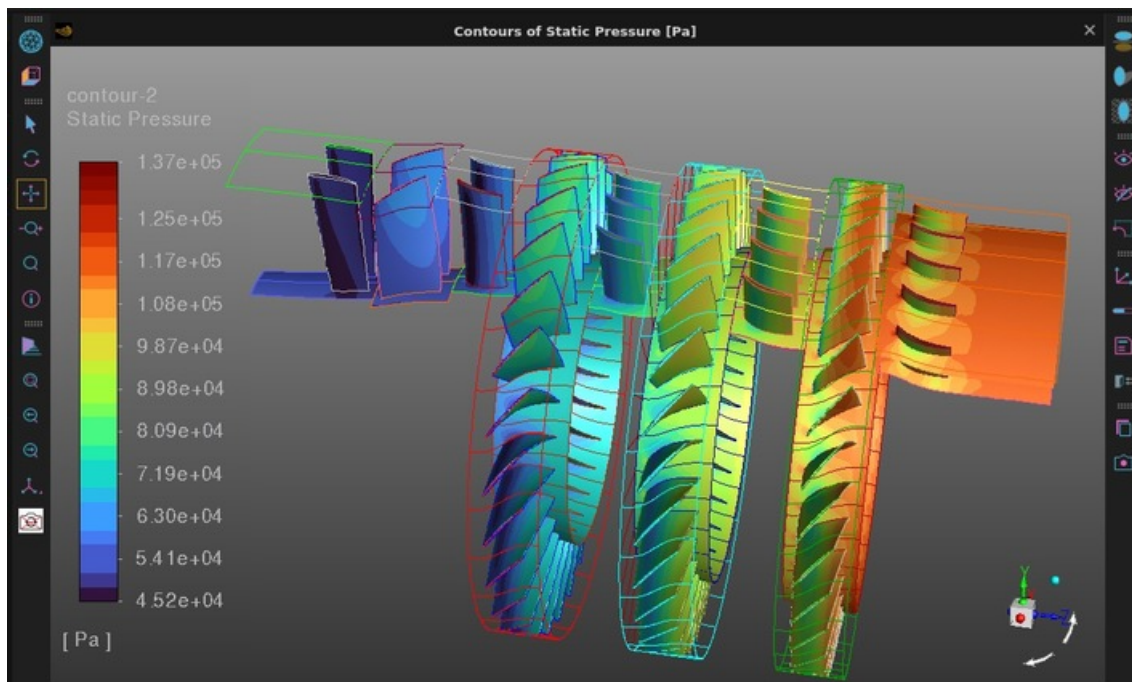 Contours of Static Pressure [Pa]
contour-2
Static Pressure
1.37e+05
1.25e+05
1.17e+05
1.08e+05
9.87e+04
8.98e+04
8.09e+04
7.19e+04
6.30e+04
5.41e+04
4.52e+04
[ Pa ]
Y
Z